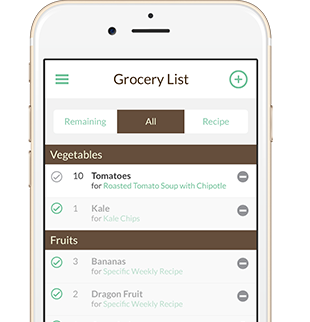 Grocery List
Remaining All Recipe
Vegetables
10 Tomatoes
for Roasted Tomato Soup with Chipotle
1 Kale
for Kale Chips
Fruits
3 Bananas
for Specific Weekly Recipe
2 Dragon Fruit
for Specific Weekly Recipe